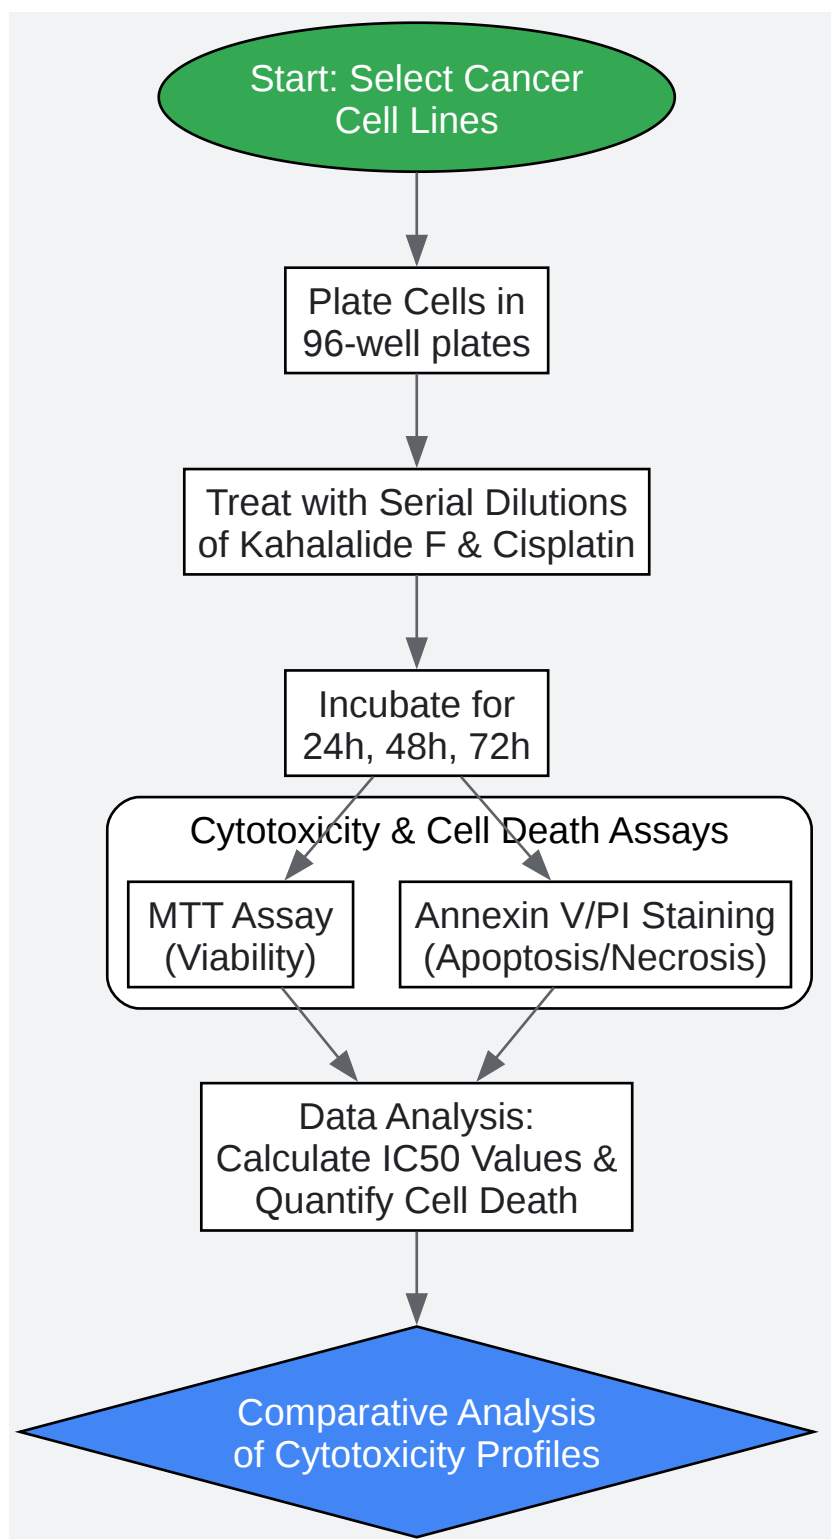 Start: Select Cancer
Cell Lines
Plate Cells in
96-well plates
Treat with Serial Dilutions
of Kahalalide F & Cisplatin
Incubate for
24h, 48h, 72h
Cytotoxicity & Cell Death Assays
MTT Assay
(Viability)
Annexin V/PI Staining
(Apoptosis/Necrosis)
Data Analysis:
Calculate IC50 Values &
Quantify Cell Death
Comparative Analysis
of Cytotoxicity Profiles